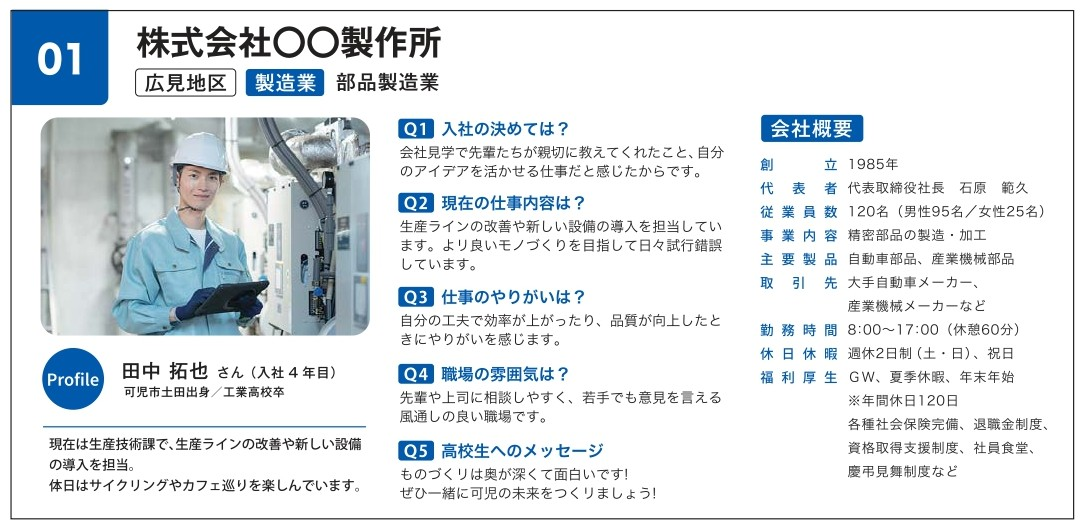 01
株式会社〇〇製作所
広見地区 製造業 部品製造業
Profile
田中 拓也 さん（入社4年目）
可児市土田出身／工業高校卒
現在は生産技術課で、生産ラインの改善や新しい設備
の導入を担当。
休日はサイクリングやカフェ巡りを楽しんでいます。
Q1 入社の決めては？
会社見学で先輩たちが親切に教えてくれたこと、自分
のアイデアを活かせる仕事だと感じたからです。
Q2 現在の仕事内容は？
生産ラインの改善や新しい設備の導入を担当してい
ます。より良いモノづくりを目指して日々試行錯誤
しています。
Q3 仕事のやりがいは？
自分の工夫で効率が上がったり、品質が向上したと
きにやりがいを感じます。
Q4 職場の雰囲気は？
先輩や上司に相談しやすく、若手でも意見を言える
風通しの良い職場です。
Q5 高校生へのメッセージ
ものづくりは奥が深くて面白いです!
ぜひ一緒に可児の未来をつくりましょう!
会社概要
創立 1985年
代表者 代表取締役社長 石原 範久
従業員数 120名（男性95名／女性25名）
事業内容 精密部品の製造・加工
主要製品 自動車部品、産業機械部品
取引先 大手自動車メーカー、
産業機械メーカーなど
勤務時間 8:00〜17:00（休憩60分）
休日休暇 週休2日制（土・日）、祝日
福利厚生 GW、夏季休暇、年末年始
※年間休日120日
各種社会保険完備、退職金制度、
資格取得支援制度、社員食堂、
慶弔見舞制度など